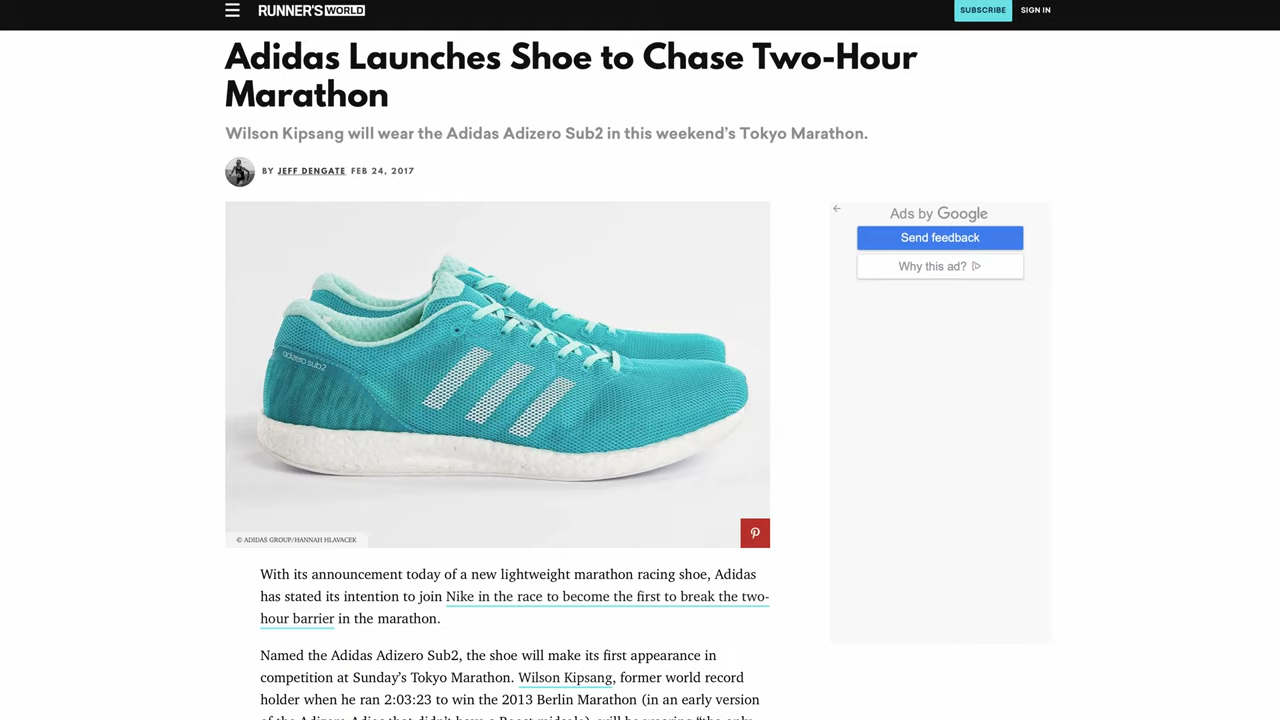 RUNNER'S WORLD
SUBSCRIBE
SIGN IN
Adidas Launches Shoe to Chase Two-Hour
Marathon
Wilson Kipsang will wear the Adidas Adizero Sub2 in this weekend's Tokyo Marathon.
BY JEFF DENGATE FEB 24, 2017
Ads by Google
Send feedback
Why this ad?
adizero sub2
© ADIDAS GROUP/HANNAH HLAVACEK
With its announcement today of a new lightweight marathon racing shoe, Adidas
has stated its intention to join Nike in the race to become the first to break the two-
hour barrier in the marathon.
Named the Adidas Adizero Sub2, the shoe will make its first appearance in
competition at Sunday's Tokyo Marathon. Wilson Kipsang, former world record
holder when he ran 2:03:23 to win the 2013 Berlin Marathon (in an early version
of the Adizero Adios that didn't have a Boost midsole), will be wearing "the only